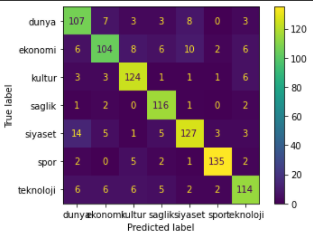 dunya 107 7 3 3 8 0 3
ekonomi 6 104 8 6 10 2 6
kultur 3 3 124 1 1 1 6
saglik 1 2 0 116 1 0 2
siyaset 14 5 1 5 127 3 3
spor 2 0 5 2 1 135 2
teknoloji 6 6 6 5 2 2 114
dunya ekonomi kultur saglik siyaset spor teknoloji
Predicted label
True label
120
100
80
60
40
20
0